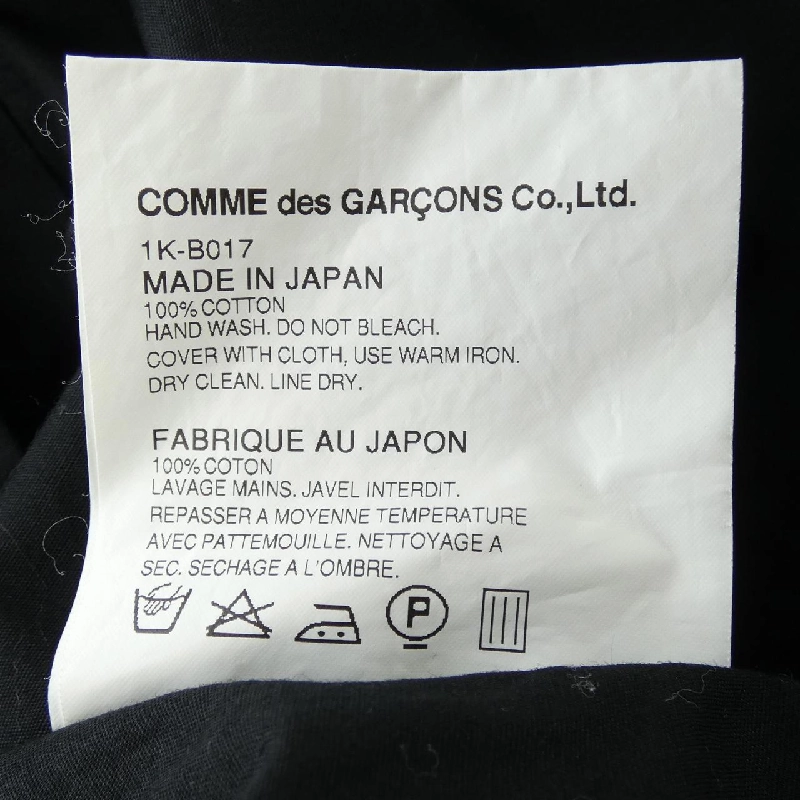 COMME des GARÇONS Co.,Ltd.
1K-B017
MADE IN JAPAN
100% COTTON
HAND WASH. DO NOT BLEACH.
COVER WITH CLOTH, USE WARM IRON.
DRY CLEAN. LINE DRY.
FABRIQUE AU JAPON
100% COTON
LAVAGE MAINS. JAVEL INTERDIT.
REPASSER A MOYENNE TEMPERATURE
AVEC PATTEMOUILLE. NETTOYAGE A
SEC. SECHAGE A L'OMBRE.
P